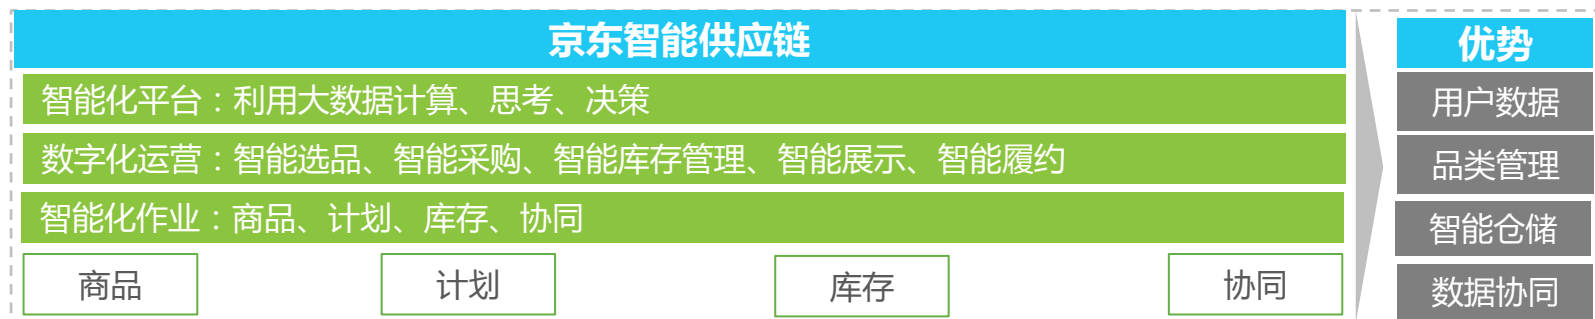 京东智能供应链
智能化平台：利用大数据计算、思考、决策
数字化运营：智能选品、智能采购、智能库存管理、智能展示、智能履约
智能化作业：商品、计划、库存、协同
商品
计划
库存
协同
优势
用户数据
品类管理
智能仓储
数据协同